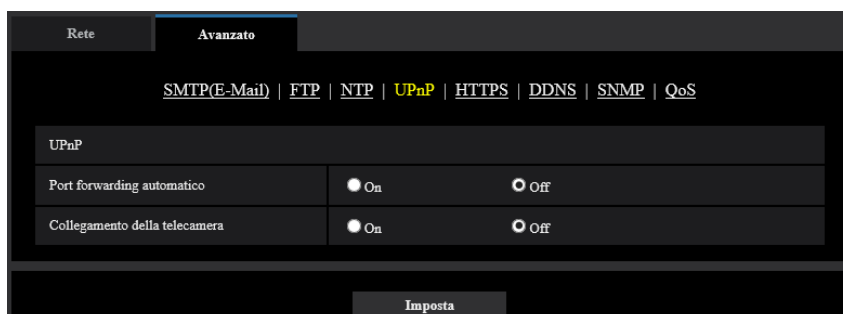 Rete Avanzato
SMTP(E-Mail) | FTP | NTP | UPnP | HTTPS | DDNS | SNMP | QoS
UPnP
Port forwarding automatico On Off
Collegamento della telecamera On Off
Imposta